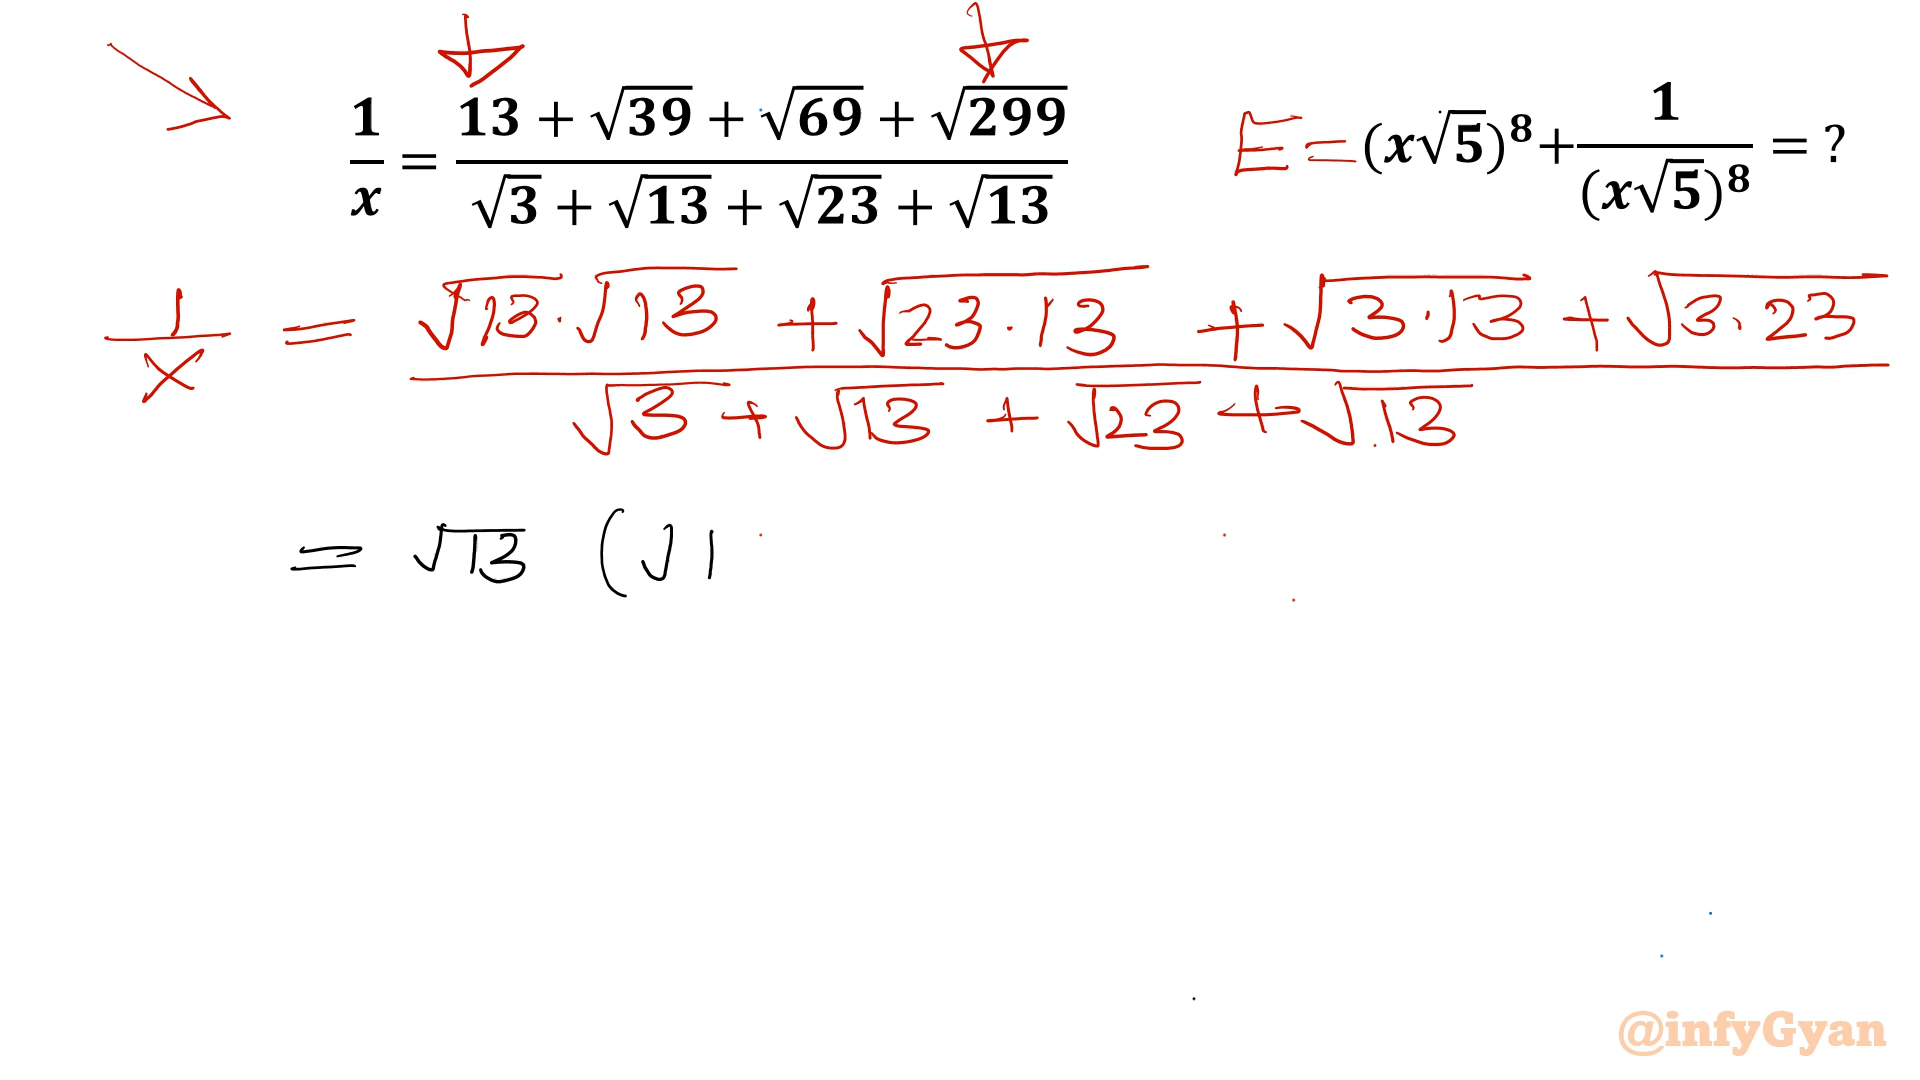 1/x = (13 + √39 + √69 + √299)/(√3 + √13 + √23 + √13)    E = (x√5)⁸ + 1/(x√5)⁸ = ?
1/x = (√13·√13 + √(23·13) + √(3·13) + √(3·23))/(√3 + √13 + √23 + √13)
= √13 (√1
@infyGyan